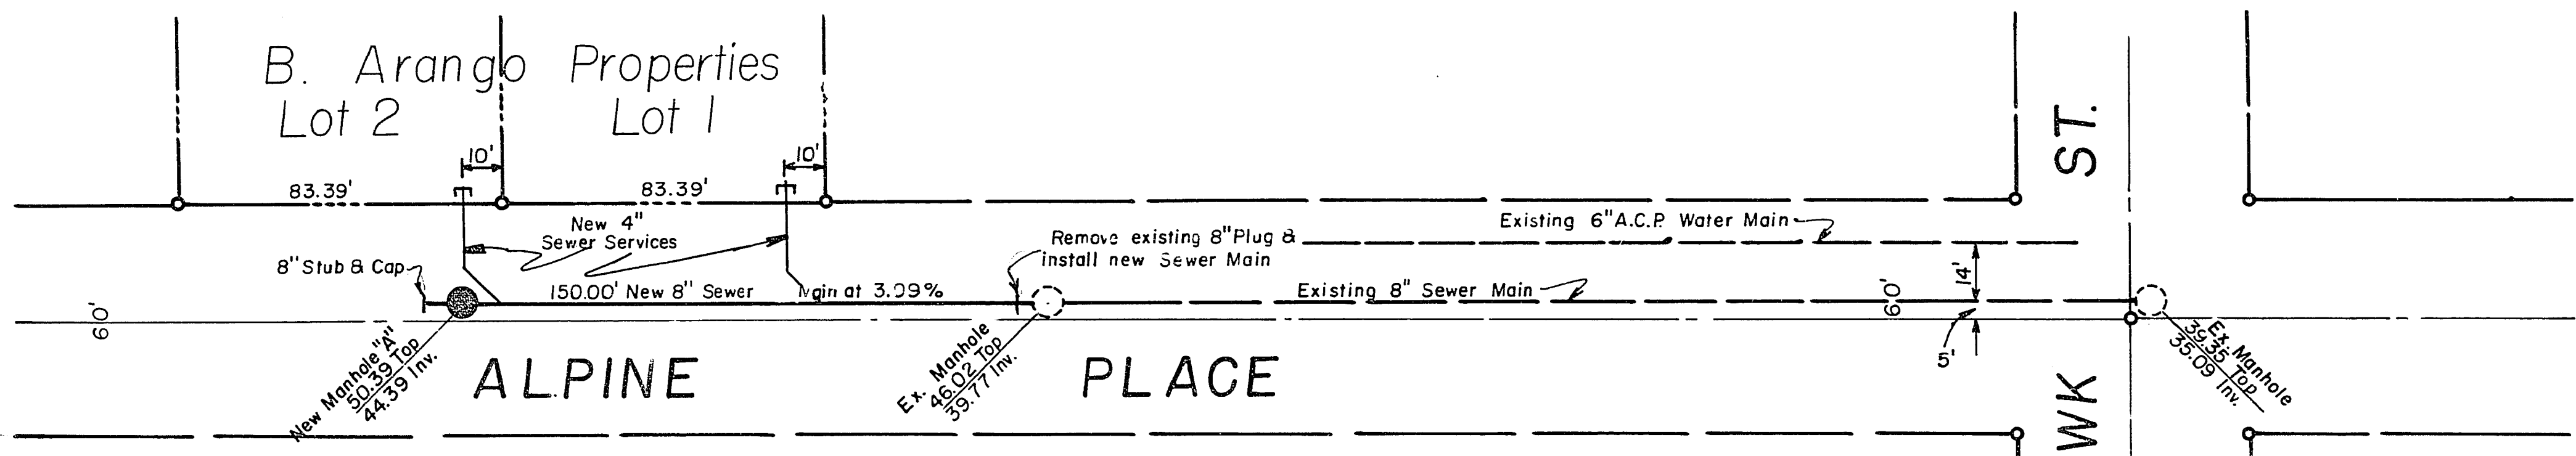 B. Arango Properties
Lot 2
Lot 1
10'
10'
83.39'
83.39'
New 4"
Sewer Services
8" Stub & Cap
150.00' New 8" Sewer Main at 3.09%
Remove existing 8" Plug &
install new Sewer Main
Existing 6" A.C.P. Water Main
Existing 8" Sewer Main
14'
60'
60'
5'
New Manhole "A"
50.39 Top
44.39 Inv.
Ex. Manhole
46.02 Top
39.77 Inv.
Ex. Manhole
39.35 Top
35.09 Inv.
ALPINE PLACE
ST.
WK